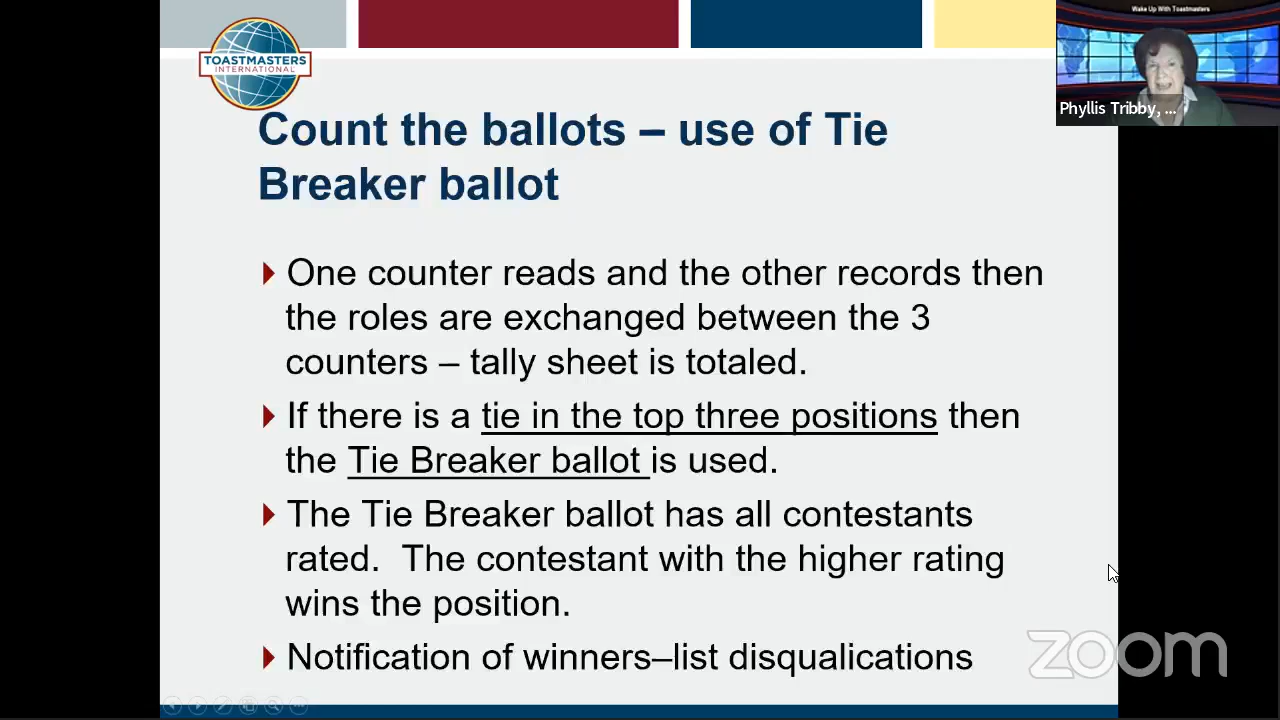 Wake Up With Toastmasters
Phyllis Tribby, ...
TOASTMASTERS
INTERNATIONAL
Count the ballots – use of Tie
Breaker ballot
One counter reads and the other records then
the roles are exchanged between the 3
counters – tally sheet is totaled.
If there is a tie in the top three positions then
the Tie Breaker ballot is used.
The Tie Breaker ballot has all contestants
rated.  The contestant with the higher rating
wins the position.
Notification of winners–list disqualications
zoom